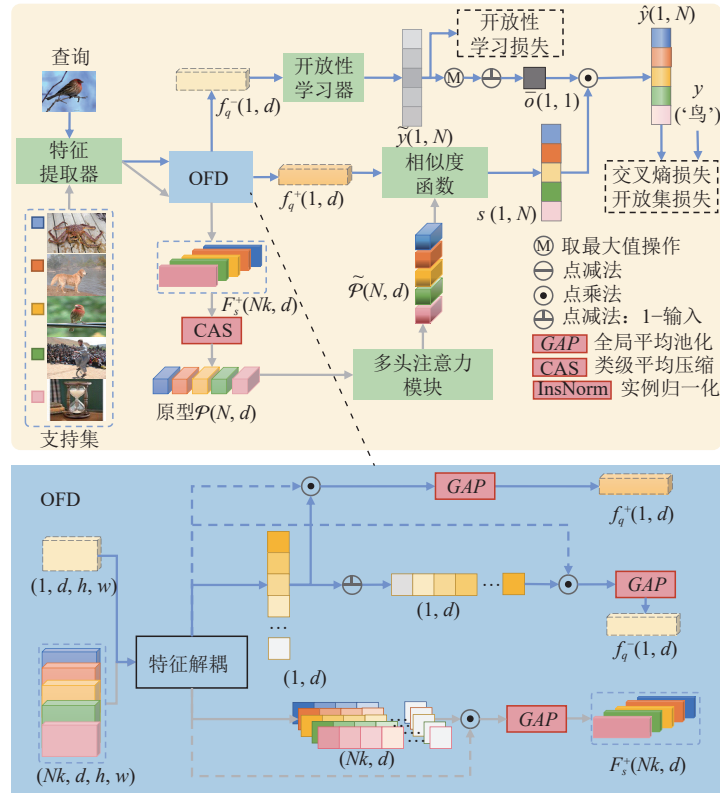 查询
特征
提取器
支持集
OFD
f_q^-(1, d)
开放性
学习器
ỹ(1, N)
开放性
学习损失
M
o̅(1, 1)
ŷ(1, N)
y
(‘鸟’)
交叉熵损失
开放集损失
f_q^+(1, d)
相似度
函数
s (1, N)
F_s^+(Nk, d)
CAS
原型𝒫(N, d)
多头注意力
模块
𝒫̃(N, d)
M 取最大值操作
点减法
点乘法
点减法：1−输入
GAP 全局平均池化
CAS 类级平均压缩
InsNorm 实例归一化
OFD
(1, d, h, w)
(Nk, d, h, w)
特征解耦
GAP
f_q^+(1, d)
...
(1, d)
...
(1, d)
GAP
f_q^-(1, d)
(Nk, d)
GAP
F_s^+(Nk, d)